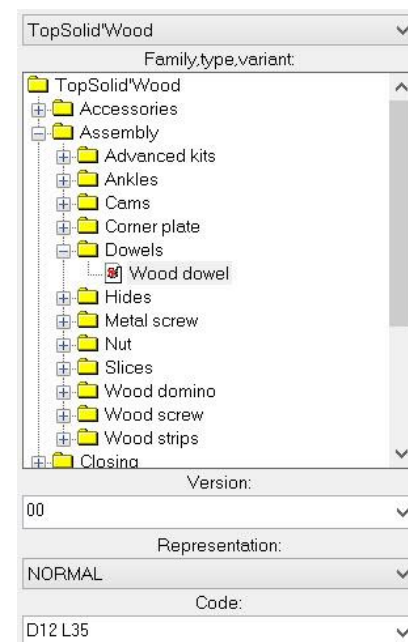 TopSolid'Wood
Family,type,variant:
TopSolid'Wood
Accessories
Assembly
Advanced kits
Ankles
Cams
Corner plate
Dowels
Wood dowel
Hides
Metal screw
Nut
Slices
Wood domino
Wood screw
Wood strips
Closing
Version:
00
Representation:
NORMAL
Code:
D12 L35